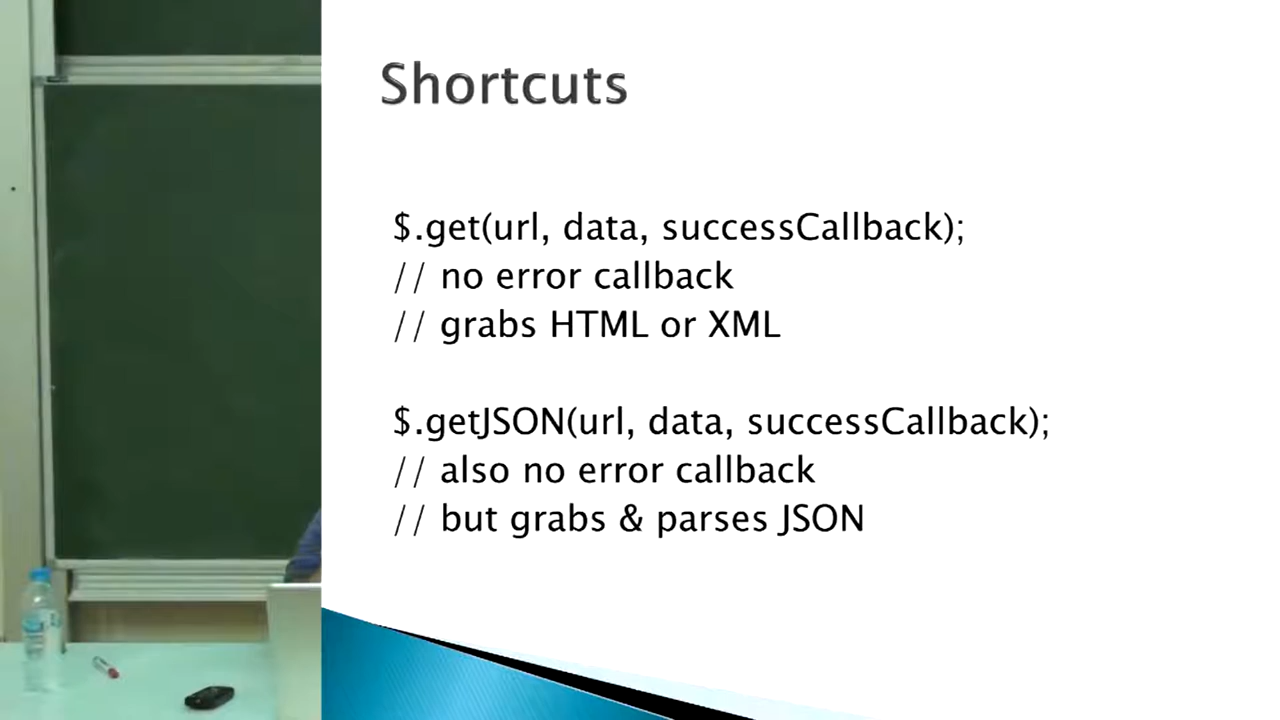 Shortcuts
$.get(url, data, successCallback);
// no error callback
// grabs HTML or XML
$.getJSON(url, data, successCallback);
// also no error callback
// but grabs & parses JSON